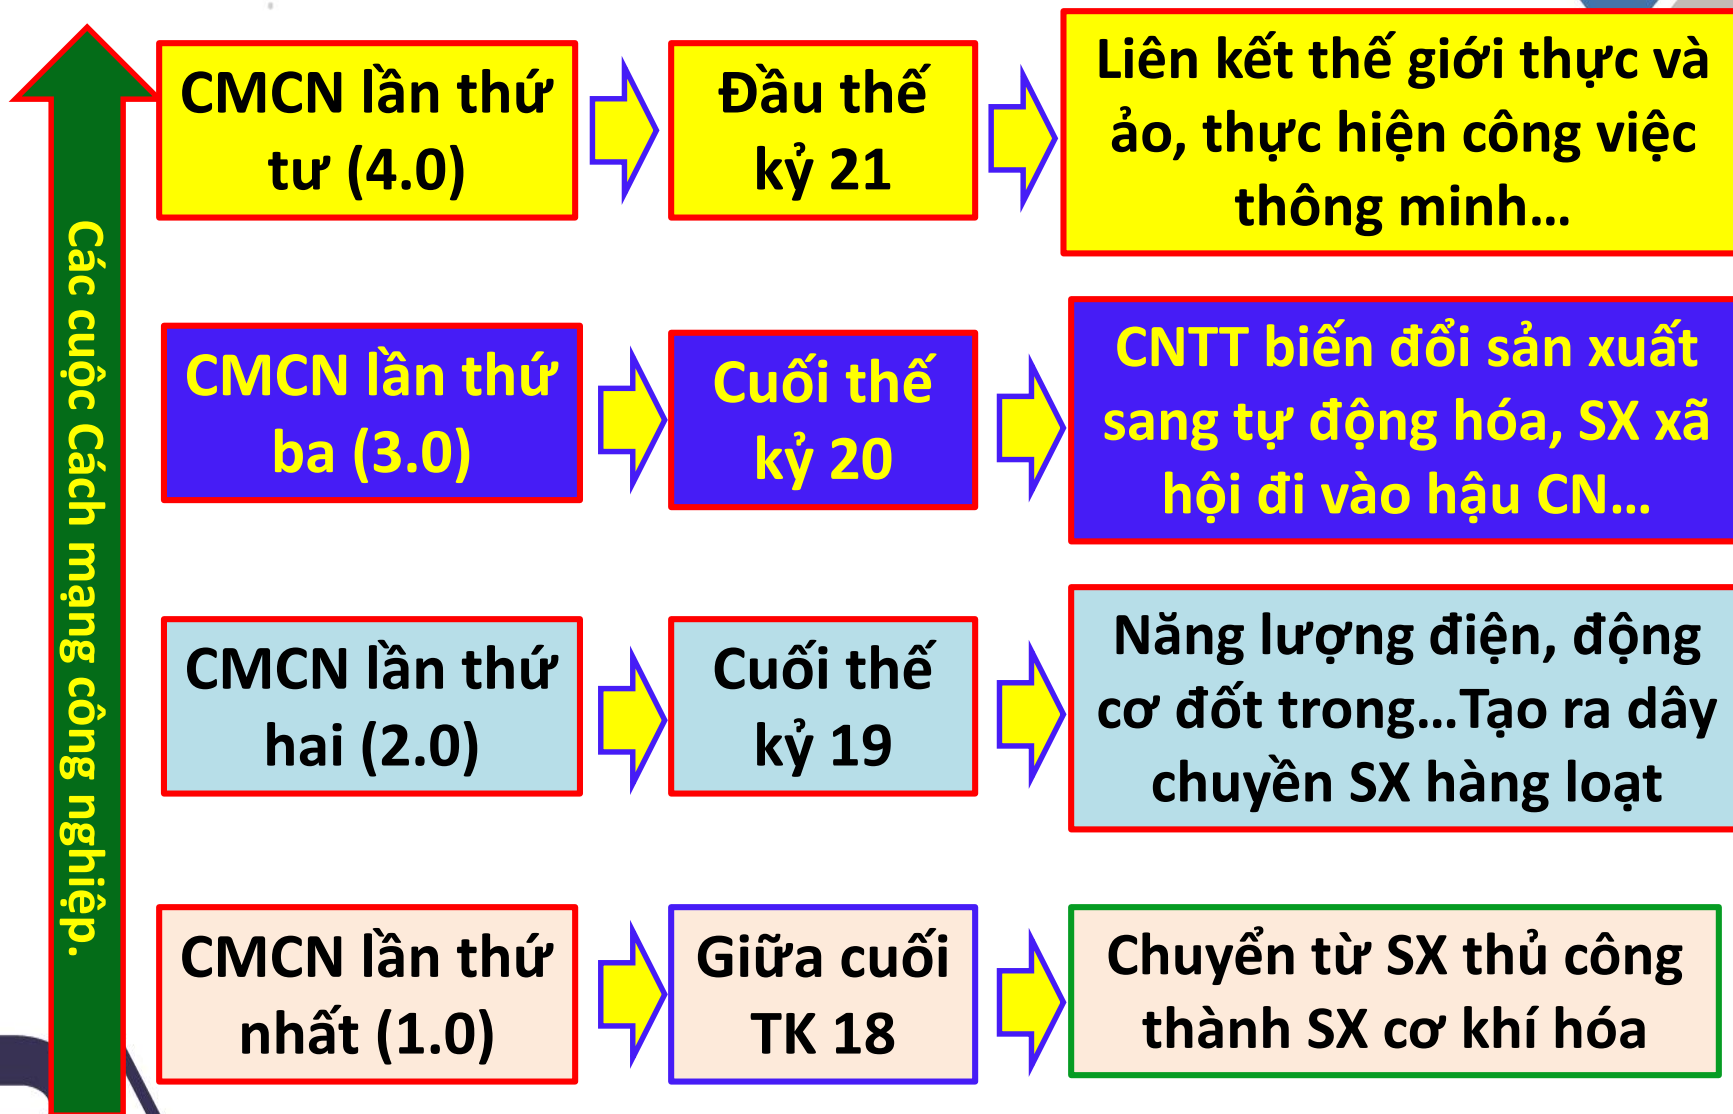 Các cuộc Cách mạng công nghiệp.
CMCN lần thứ
tư (4.0)
Đầu thế
kỷ 21
Liên kết thế giới thực và
ảo, thực hiện công việc
thông minh...
CMCN lần thứ
ba (3.0)
Cuối thế
kỷ 20
CNTT biến đổi sản xuất
sang tự động hóa, SX xã
hội đi vào hậu CN...
CMCN lần thứ
hai (2.0)
Cuối thế
kỷ 19
Năng lượng điện, động
cơ đốt trong...Tạo ra dây
chuyền SX hàng loạt
CMCN lần thứ
nhất (1.0)
Giữa cuối
TK 18
Chuyển từ SX thủ công
thành SX cơ khí hóa